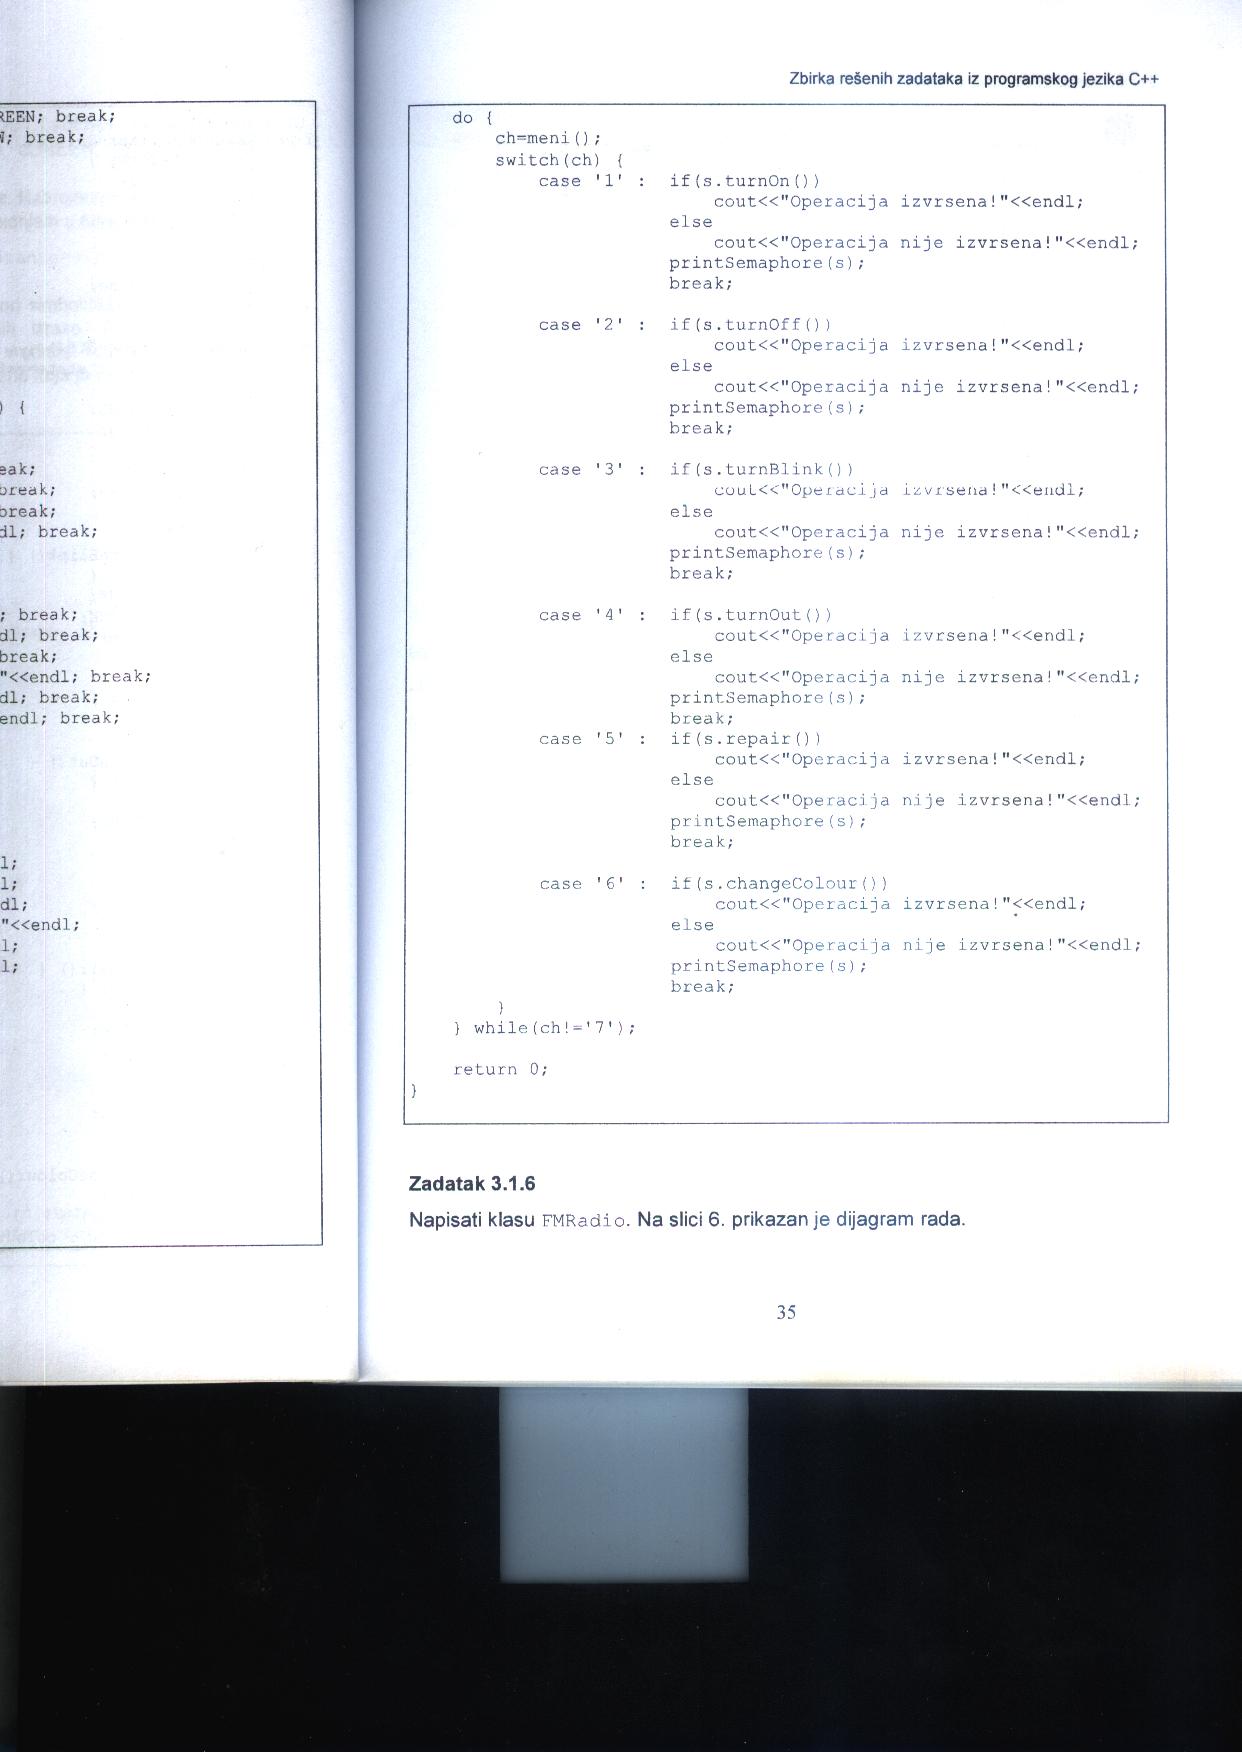 REEN; break;
; break;
) {
eak;
break;
break;
dl; break;
; break;
dl; break;
break;
"<<endl; break;
dl; break;
endl; break;
l;
l;
dl;
"<<endl;
l;
l;
Zbirka rešenih zadataka iz programskog jezika C++
do {
ch=meni();
switch(ch) {
case '1' : if(s.turnOn())
cout<<"Operacija izvrsena!"<<endl;
else
cout<<"Operacija nije izvrsena!"<<endl;
printSemaphore(s);
break;
case '2' : if(s.turnOff())
cout<<"Operacija izvrsena!"<<endl;
else
cout<<"Operacija nije izvrsena!"<<endl;
printSemaphore(s);
break;
case '3' : if(s.turnBlink())
cout<<"Operacija izvrsena!"<<endl;
else
cout<<"Operacija nije izvrsena!"<<endl;
printSemaphore(s);
break;
case '4' : if(s.turnOut())
cout<<"Operacija izvrsena!"<<endl;
else
cout<<"Operacija nije izvrsena!"<<endl;
printSemaphore(s);
break;
case '5' : if(s.repair())
cout<<"Operacija izvrsena!"<<endl;
else
cout<<"Operacija nije izvrsena!"<<endl;
printSemaphore(s);
break;
case '6' : if(s.changeColour())
cout<<"Operacija izvrsena!"<<endl;
else
cout<<"Operacija nije izvrsena!"<<endl;
printSemaphore(s);
break;
}
} while(ch!='7');
return 0;
}
Zadatak 3.1.6
Napisati klasu FMRadio. Na slici 6. prikazan je dijagram rada.
35